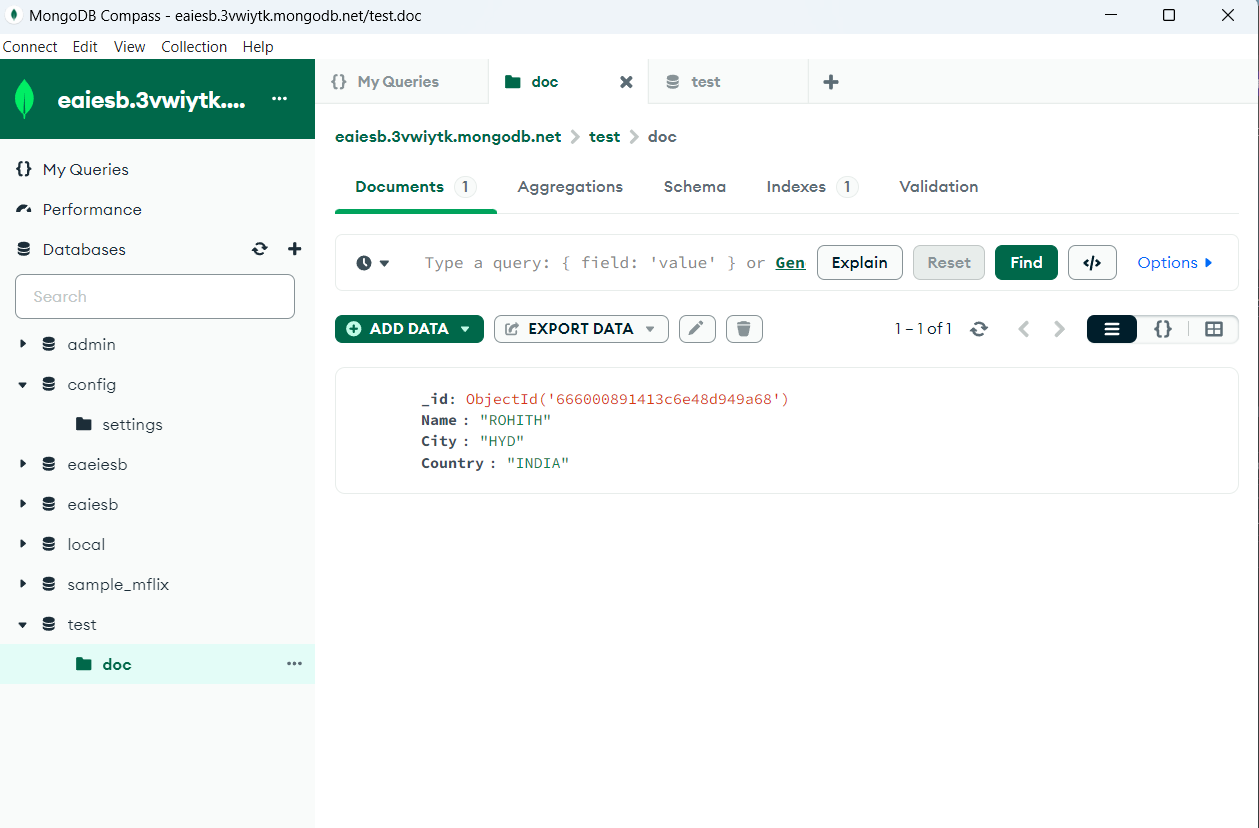 MongoDB Compass - eaiesb.3vwiytk.mongodb.net/test.doc
Connect Edit View Collection Help
eaiesb.3vwiytk.... ···
My Queries
Performance
Databases
Search
admin
config
settings
eaeiesb
eaiesb
local
sample_mflix
test
doc ···
{} My Queries doc test +
eaiesb.3vwiytk.mongodb.net > test > doc
Documents 1 Aggregations Schema Indexes 1 Validation
Type a query: { field: 'value' } or Gen Explain Reset Find </> Options
ADD DATA EXPORT DATA 1 – 1 of 1 {}
_id: ObjectId('666000891413c6e48d949a68')
Name : "ROHITH"
City : "HYD"
Country : "INDIA"